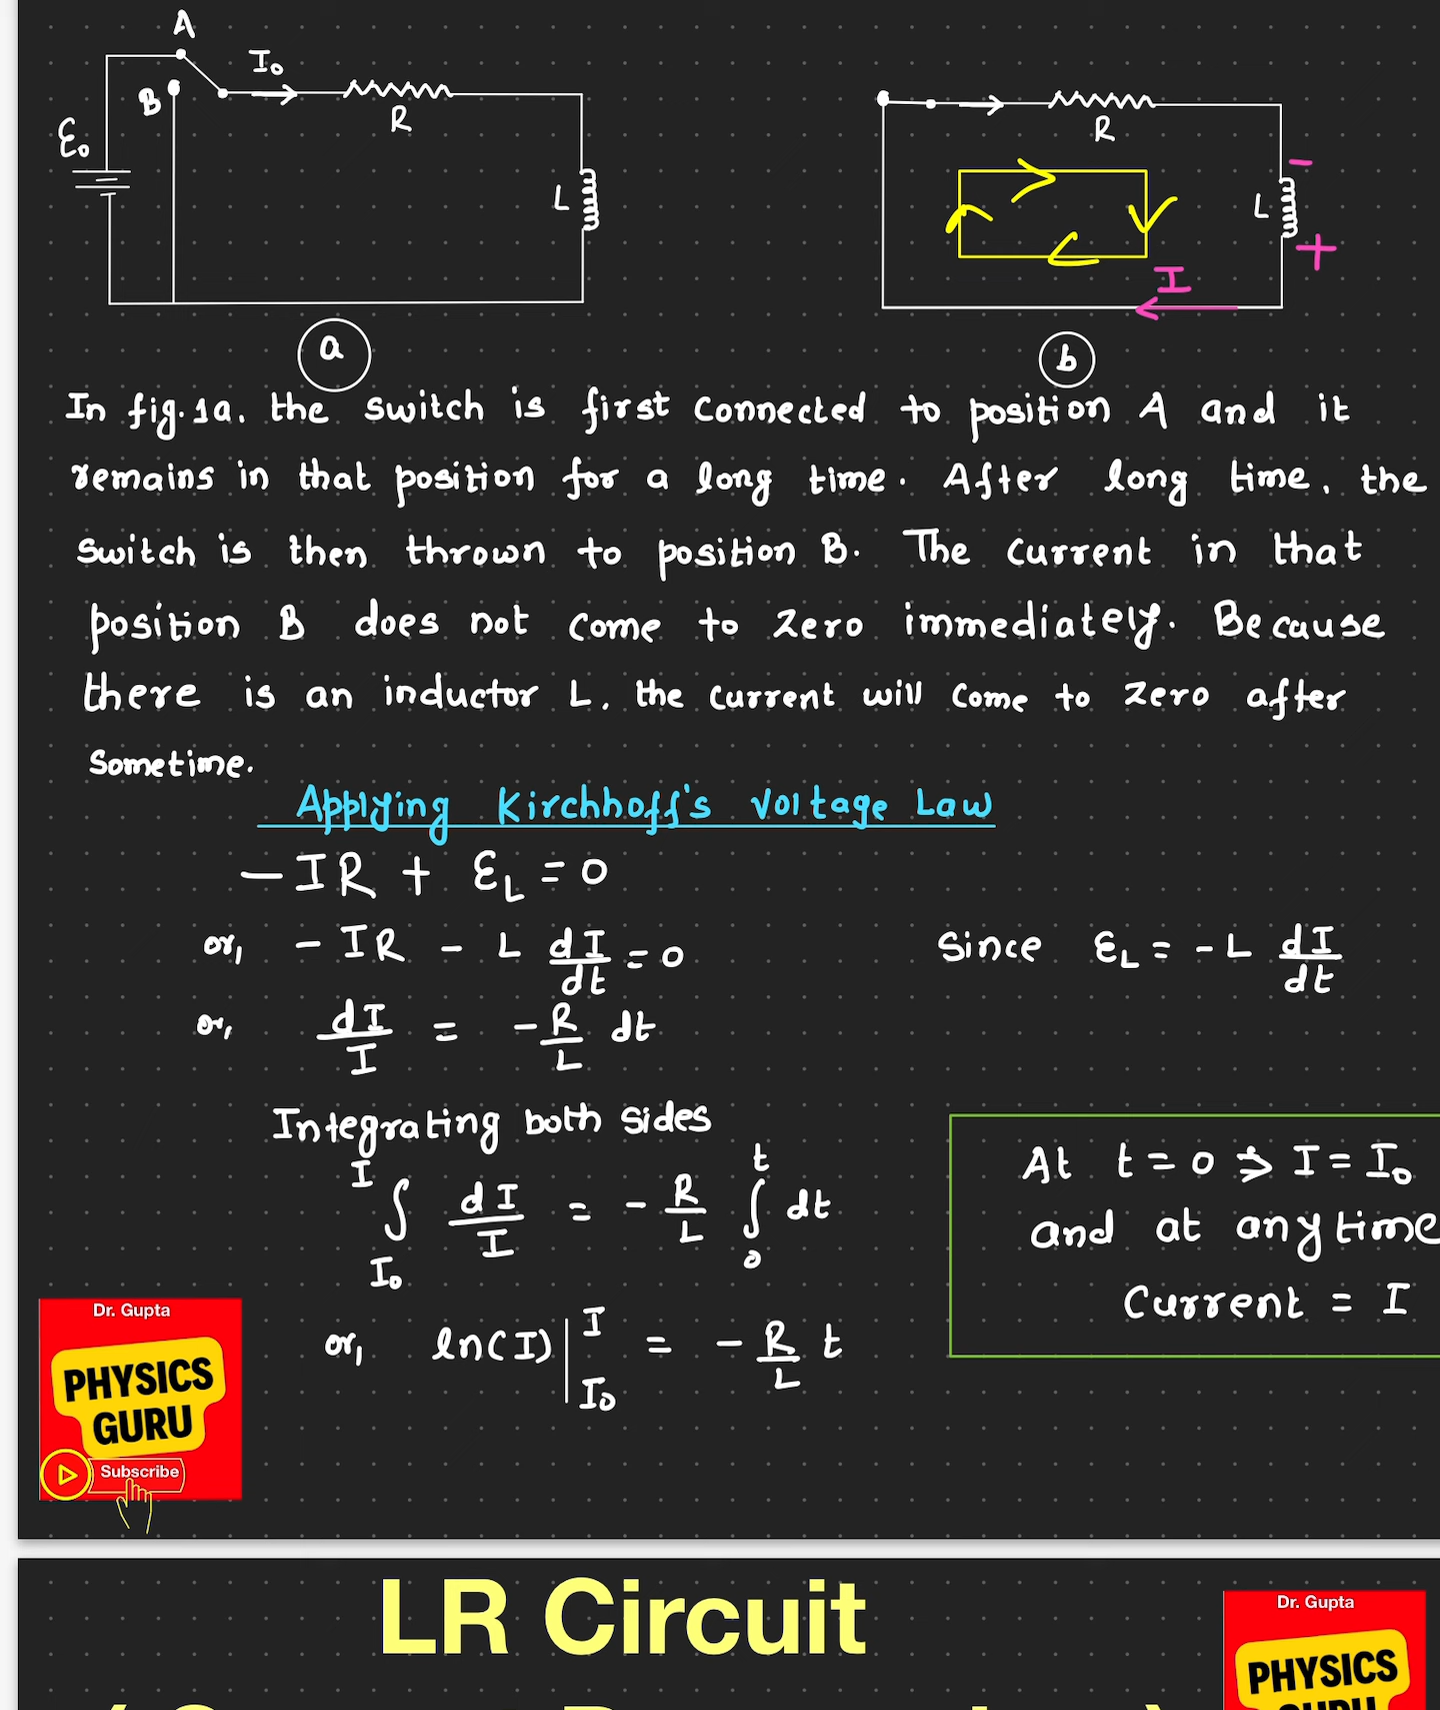 A
I₀
B
R
ε₀
L
a
R
−
L
+
I
b
In fig. 1a, the switch is first connected to position A and it
remains in that position for a long time. After long time, the
switch is then thrown to position B. The current in that
position B does not come to zero immediately. Because
there is an inductor L, the current will come to zero after
sometime.
Applying Kirchhoff's Voltage Law
− IR + ε_L = 0
or, − IR − L dI/dt = 0 Since ε_L = − L dI/dt
or, dI/I = − R/L dt
Integrating both sides
∫_{I₀}^{I} dI/I = − R/L ∫_0^t dt
or, ln(I) |_{I₀}^{I} = − R/L t
At t = 0 ⇒ I = I₀
and at any time
Current = I
Dr. Gupta
PHYSICS
GURU
Subscribe
LR Circuit
Dr. Gupta
PHYSICS
GURU